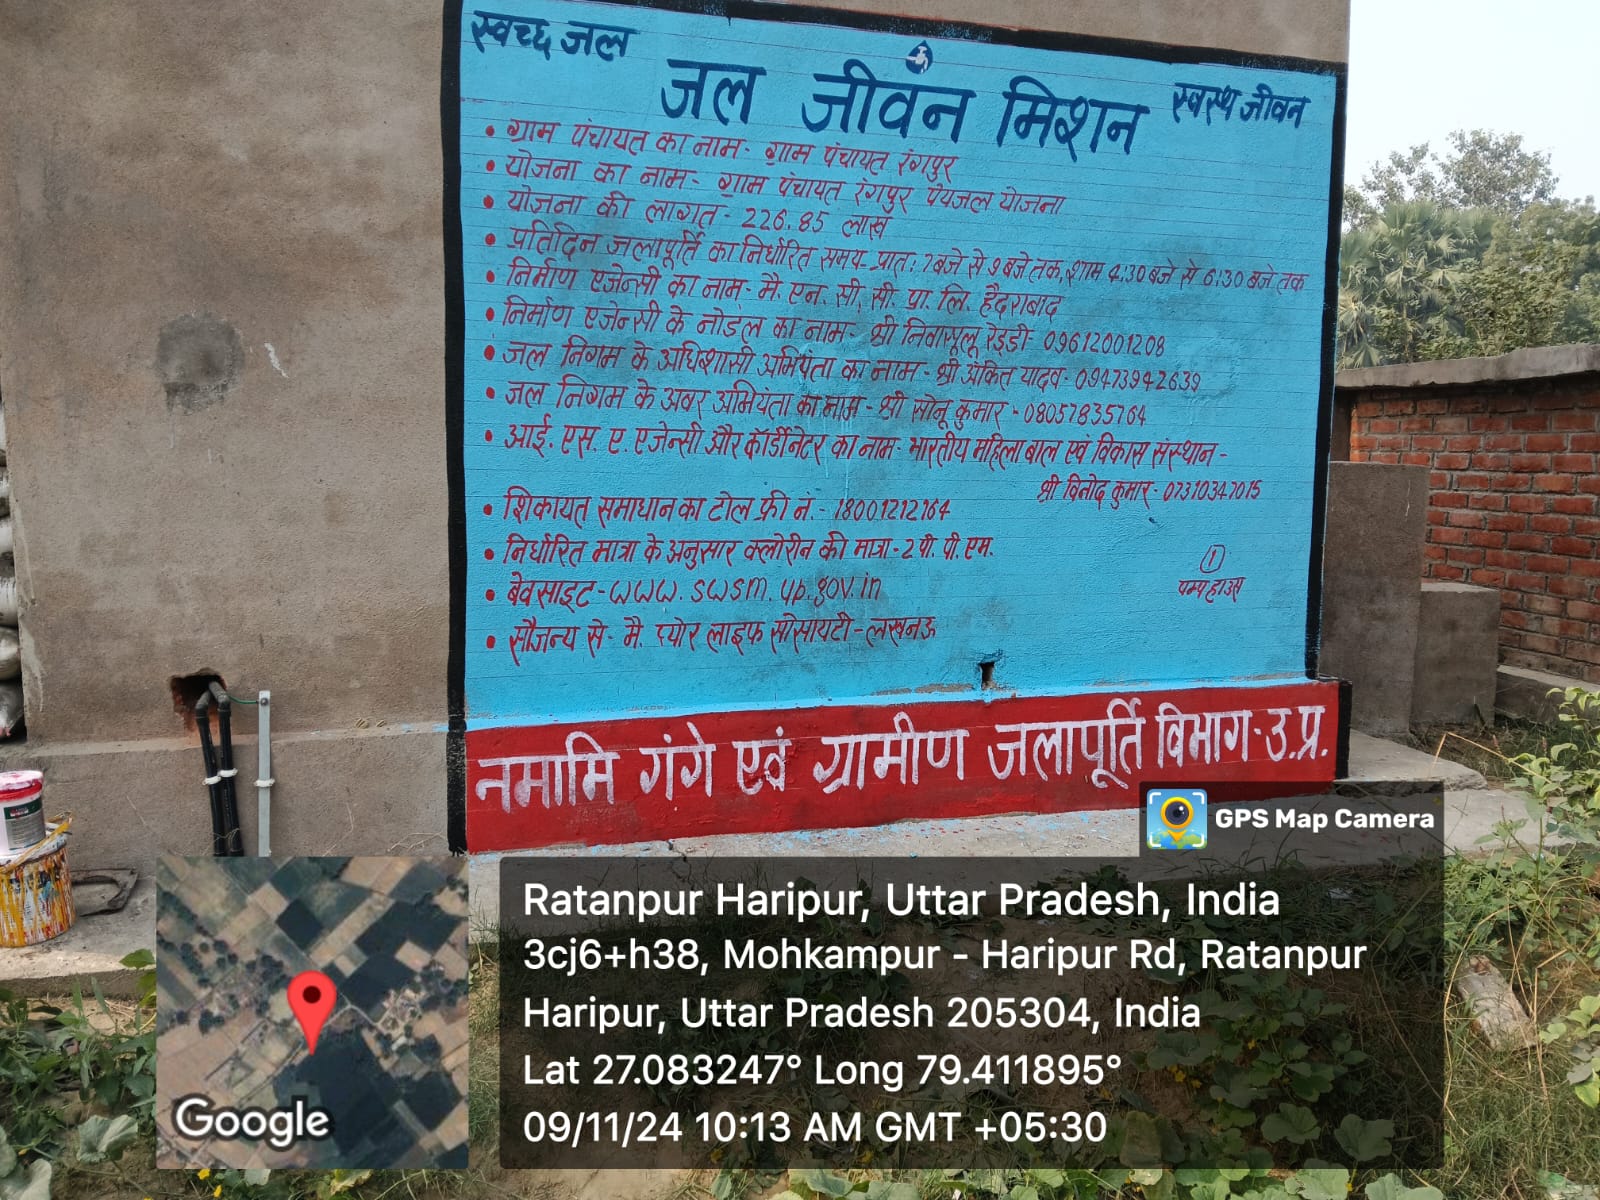 स्वच्छ जल
जल जीवन मिशन
स्वस्थ जीवन
• ग्राम पंचायत का नाम- ग्राम पंचायत रंगपुर
• योजना का नाम- ग्राम पंचायत रंगपुर पेयजल योजना
• योजना की लागत- 226.85 लाख
• प्रतिदिन जलापूर्ति का निर्धारित समय- प्रातः 7 बजे से 9 बजे तक, शाम 4:30 बजे से 6:30 बजे तक
• निर्माण एजेन्सी का नाम- मै. एन. सी. सी. प्रा. लि. हैदराबाद
• निर्माण एजेन्सी के नोडल का नाम- श्री निवासूलू रेड्डी- 09612001208
• जल निगम के अधिशासी अभियंता का नाम- श्री अंकित यादव- 09473942639
• जल निगम के अवर अभियंता का नाम- श्री सोनू कुमार - 08057835764
• आई. एस. ए. एजेन्सी और कॉर्डीनेटर का नाम- भारतीय महिला बाल एवं विकास संस्थान-
श्री विनोद कुमार- 07310347015
• शिकायत समाधान का टोल फ्री नं.- 18001212164
• निर्धारित मात्रा के अनुसार क्लोरीन की मात्रा- 2 पी. पी. एम.
• बेवसाइट- www.swsm.up.gov.in
• सौजन्य से- मै. प्योर लाइफ सोसायटी-लखनऊ
1
पम्प हाउस
नमामि गंगे एवं ग्रामीण जलापूर्ति विभाग-उ.प्र.
GPS Map Camera
Ratanpur Haripur, Uttar Pradesh, India
3cj6+h38, Mohkampur - Haripur Rd, Ratanpur
Haripur, Uttar Pradesh 205304, India
Lat 27.083247° Long 79.411895°
09/11/24 10:13 AM GMT +05:30
Google